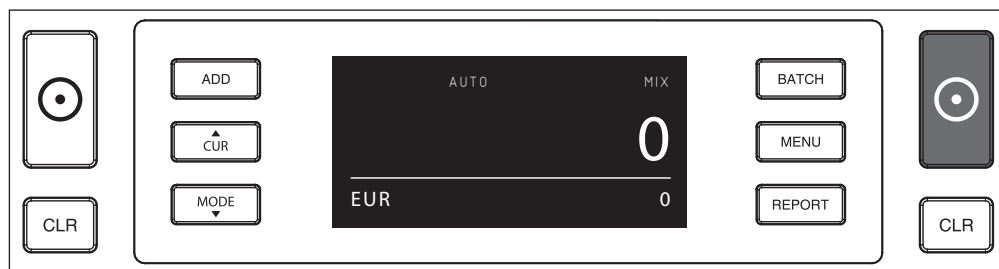 ADD
CUR
MODE
CLR
AUTO MIX
0
EUR 0
BATCH
MENU
REPORT
CLR